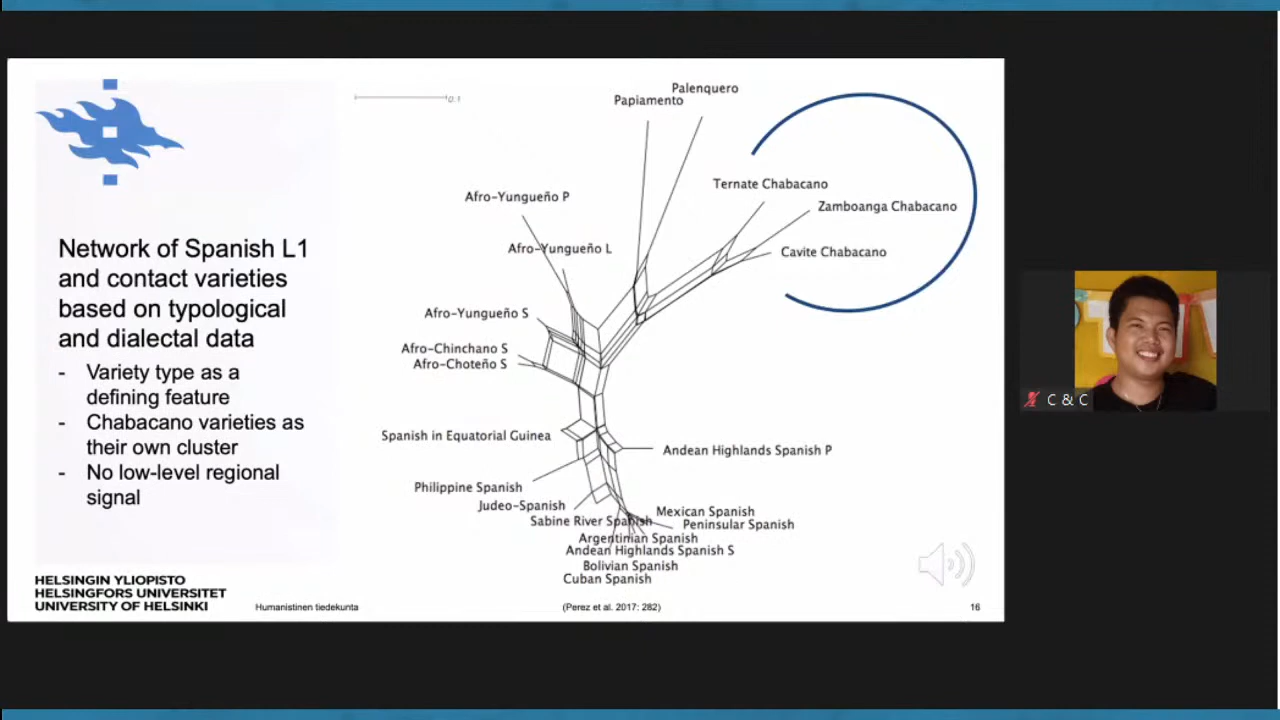 Network of Spanish L1
and contact varieties
based on typological
and dialectal data
- Variety type as a
defining feature
- Chabacano varieties as
their own cluster
- No low-level regional
signal
0.1
Palenquero
Papiamento
Ternate Chabacano
Afro-Yungueño P
Zamboanga Chabacano
Afro-Yungueño L
Cavite Chabacano
Afro-Yungueño S
Afro-Chinchano S
Afro-Choteño S
Spanish in Equatorial Guinea
Andean Highlands Spanish P
Philippine Spanish
Judeo-Spanish
Mexican Spanish
Sabine River Spanish
Peninsular Spanish
Argentinian Spanish
Andean Highlands Spanish S
Bolivian Spanish
Cuban Spanish
HELSINGIN YLIOPISTO
HELSINGFORS UNIVERSITET
UNIVERSITY OF HELSINKI
Humanistinen tiedekunta
(Perez et al. 2017: 282)
16
C & C